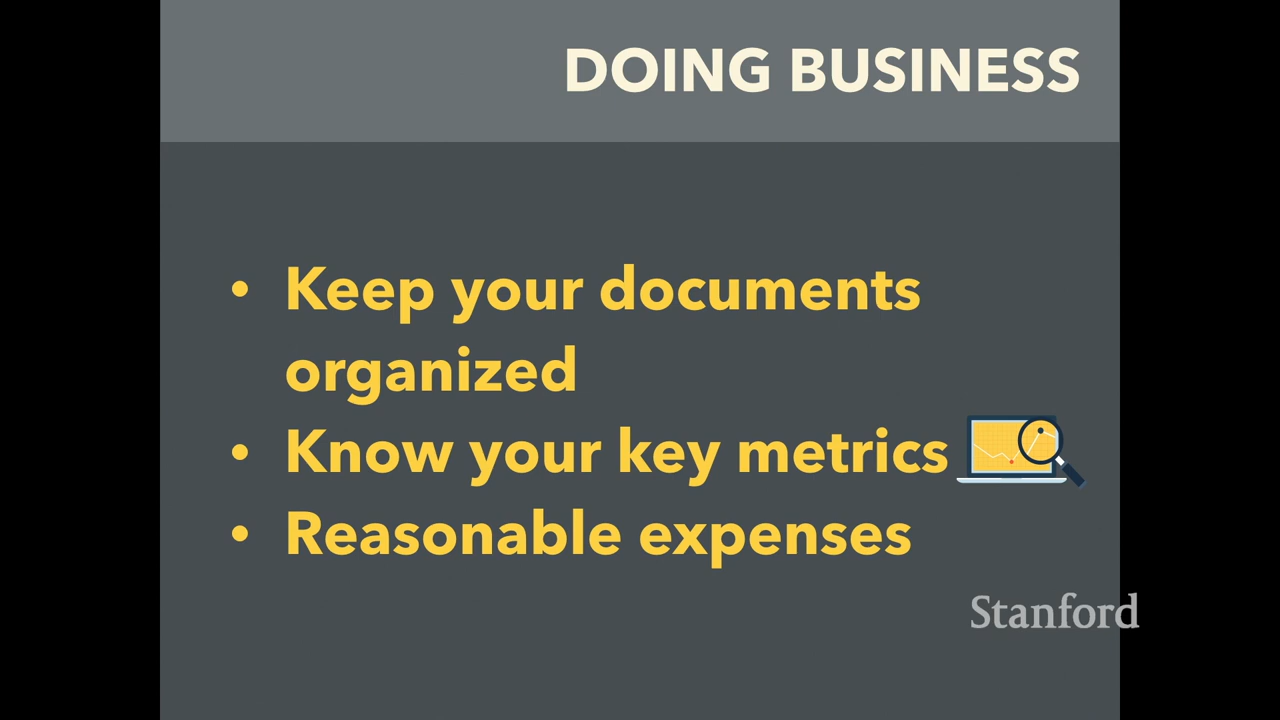 DOING BUSINESS
• Keep your documents
organized
• Know your key metrics
• Reasonable expenses
Stanford